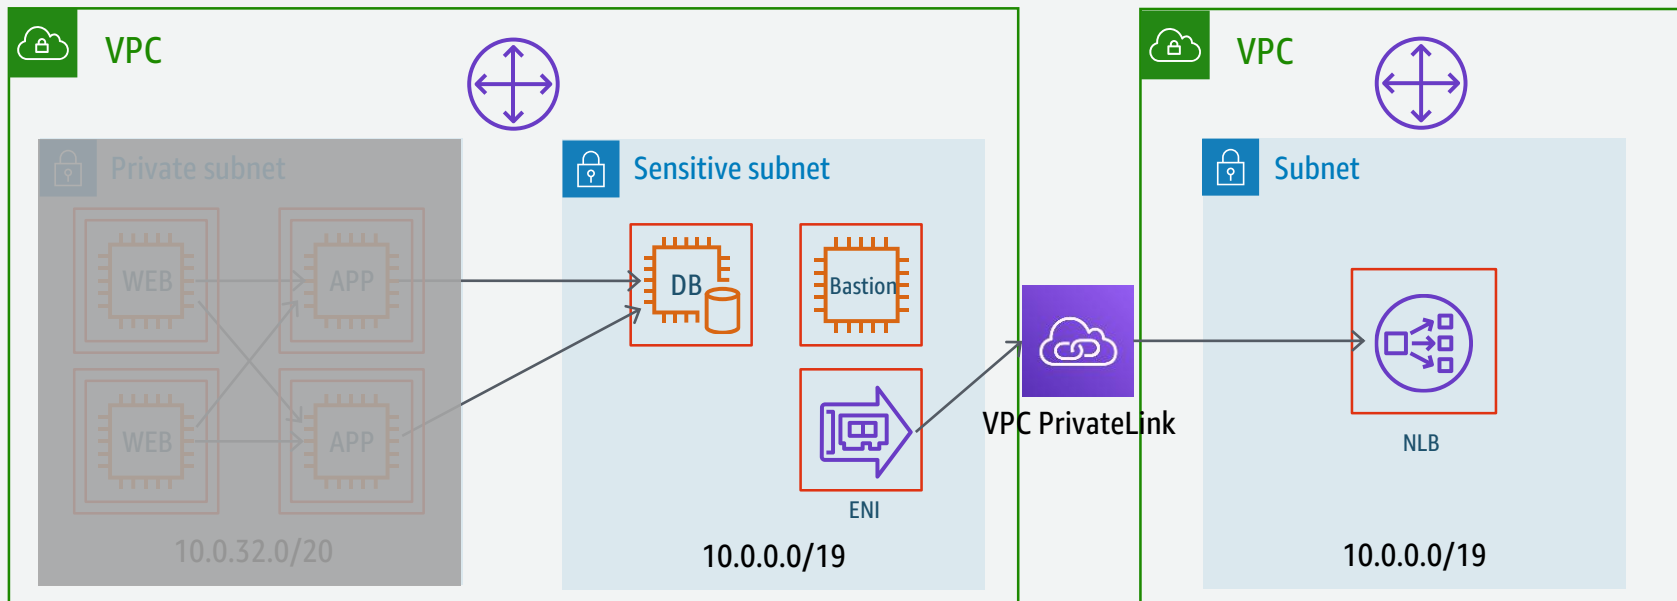 VPC
Private subnet
WEB
APP
WEB
APP
10.0.32.0/20
Sensitive subnet
DB
Bastion
ENI
10.0.0.0/19
VPC PrivateLink
VPC
Subnet
NLB
10.0.0.0/19